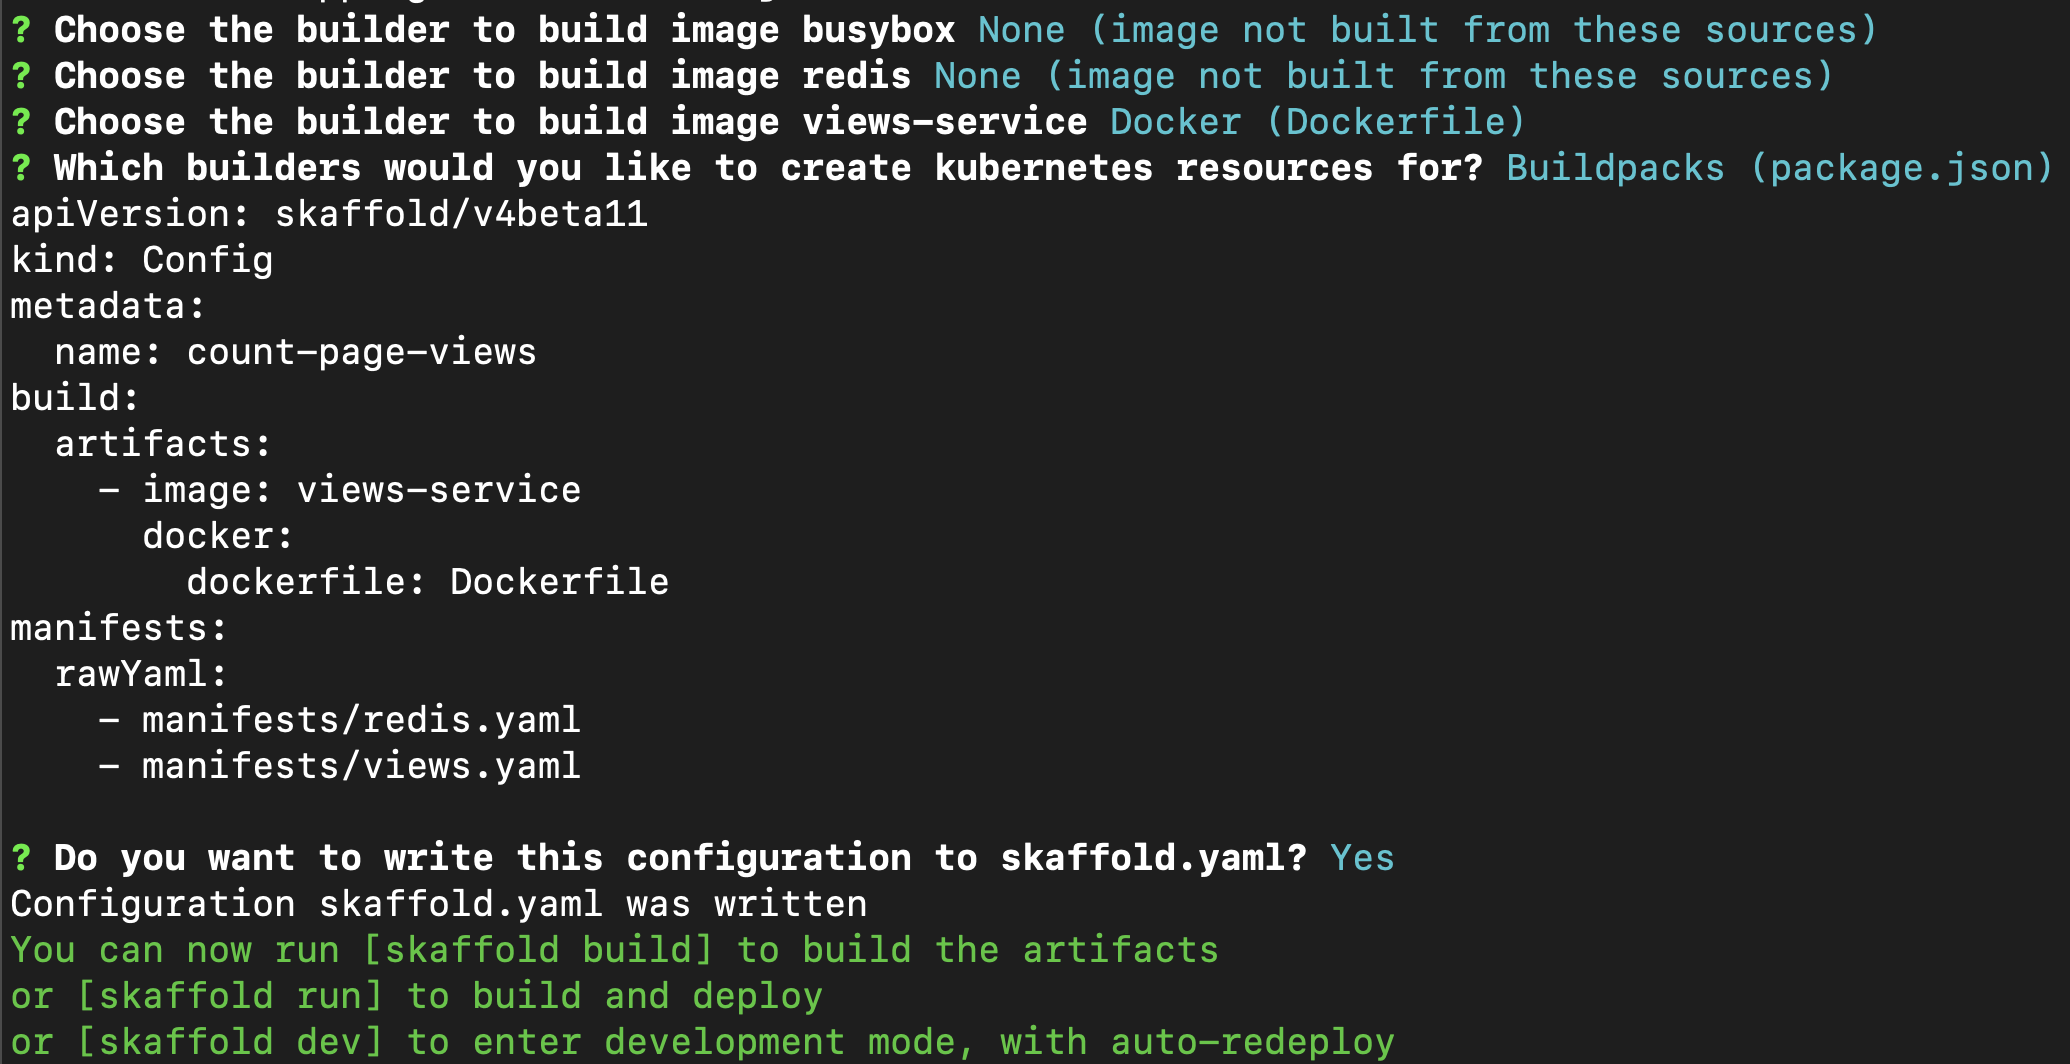 ? Choose the builder to build image busybox None (image not built from these sources)
? Choose the builder to build image redis None (image not built from these sources)
? Choose the builder to build image views-service Docker (Dockerfile)
? Which builders would you like to create kubernetes resources for? Buildpacks (package.json)
apiVersion: skaffold/v4beta11
kind: Config
metadata:
  name: count-page-views
build:
  artifacts:
    - image: views-service
      docker:
        dockerfile: Dockerfile
manifests:
  rawYaml:
    - manifests/redis.yaml
    - manifests/views.yaml

? Do you want to write this configuration to skaffold.yaml? Yes
Configuration skaffold.yaml was written
You can now run [skaffold build] to build the artifacts
or [skaffold run] to build and deploy
or [skaffold dev] to enter development mode, with auto-redeploy